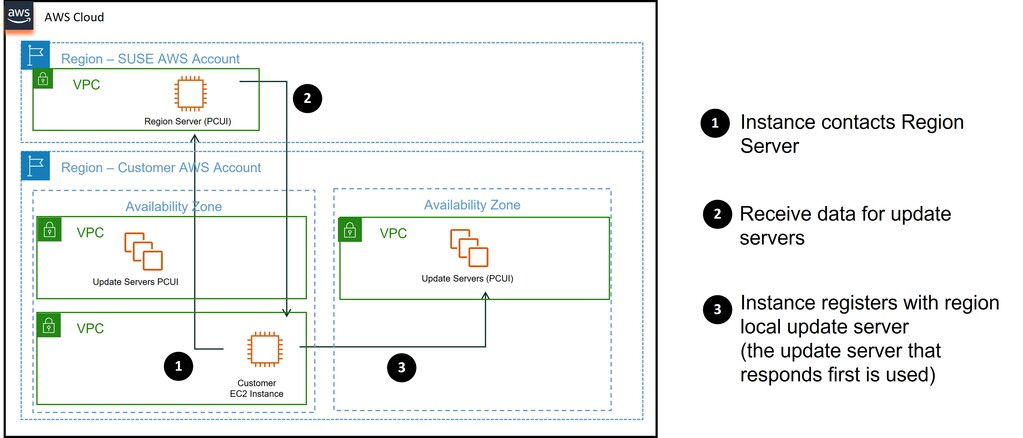 aws
AWS Cloud
Region – SUSE AWS Account
VPC
Region Server (PCUI)
2
Region – Customer AWS Account
Availability Zone
VPC
Update Servers PCUI
VPC
Customer
EC2 Instance
1
3
Availability Zone
VPC
Update Servers (PCUI)
1
Instance contacts Region
Server
2
Receive data for update
servers
3
Instance registers with region
local update server
(the update server that
responds first is used)